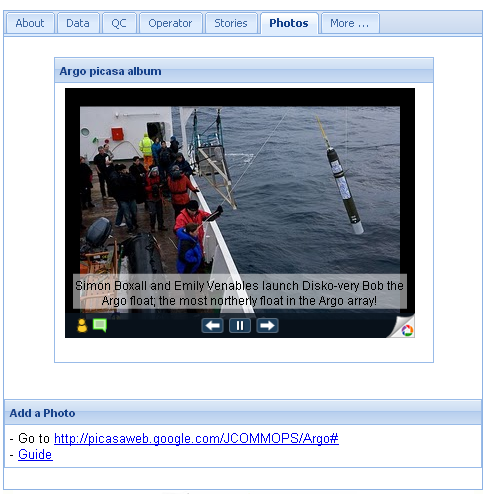 About Data QC Operator Stories Photos More ...
Argo picasa album
Simon Boxall and Emily Venables launch Disko-very Bob the
Argo float; the most northerly float in the Argo array!
Add a Photo
- Go to http://picasaweb.google.com/JCOMMOPS/Argo#
- Guide